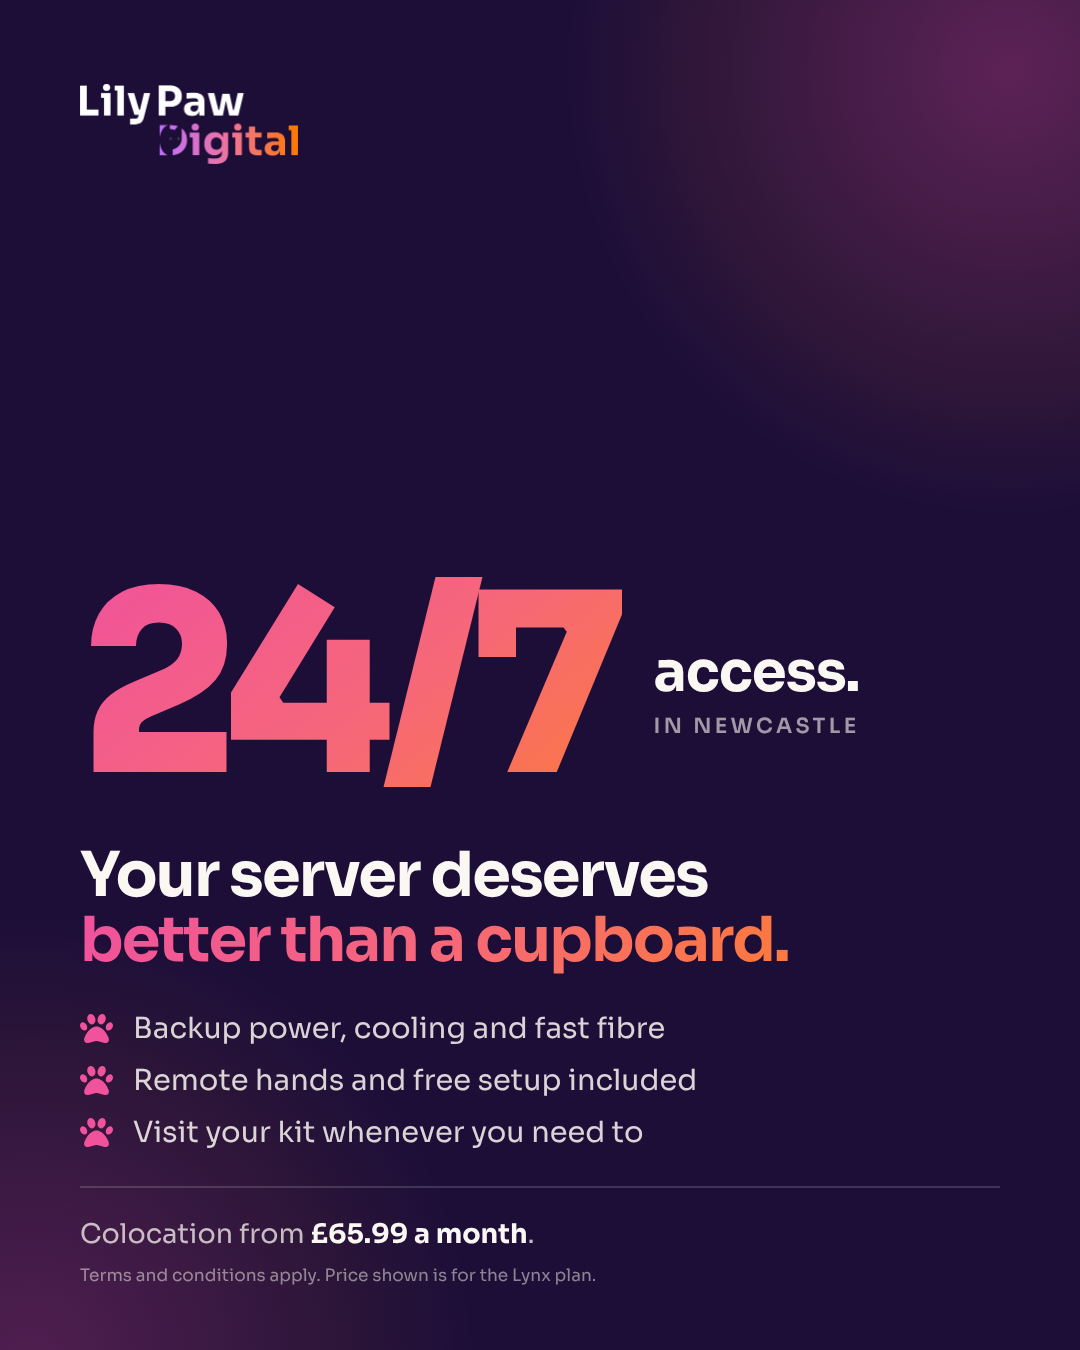 Lily Paw
Digital
24/7
access.
IN NEWCASTLE
Your server deserves
better than a cupboard.
Backup power, cooling and fast fibre
Remote hands and free setup included
Visit your kit whenever you need to
Colocation from £65.99 a month.
Terms and conditions apply. Price shown is for the Lynx plan.